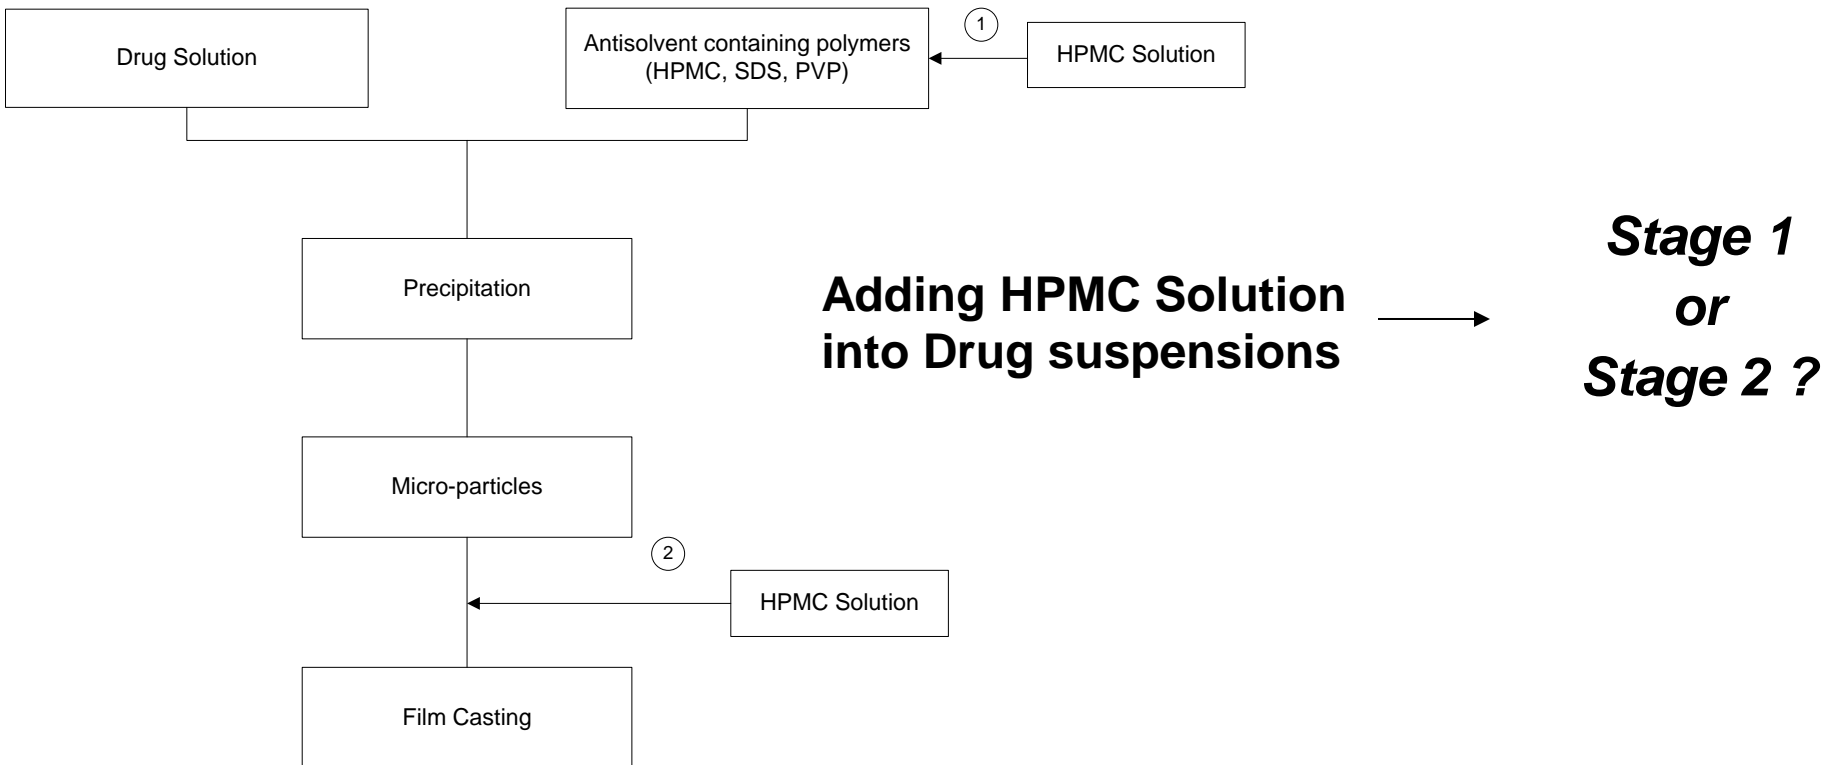 Drug Solution
Antisolvent containing polymers
(HPMC, SDS, PVP)
1
HPMC Solution
Precipitation
Adding HPMC Solution
into Drug suspensions
Stage 1
or
Stage 2 ?
Micro-particles
2
HPMC Solution
Film Casting